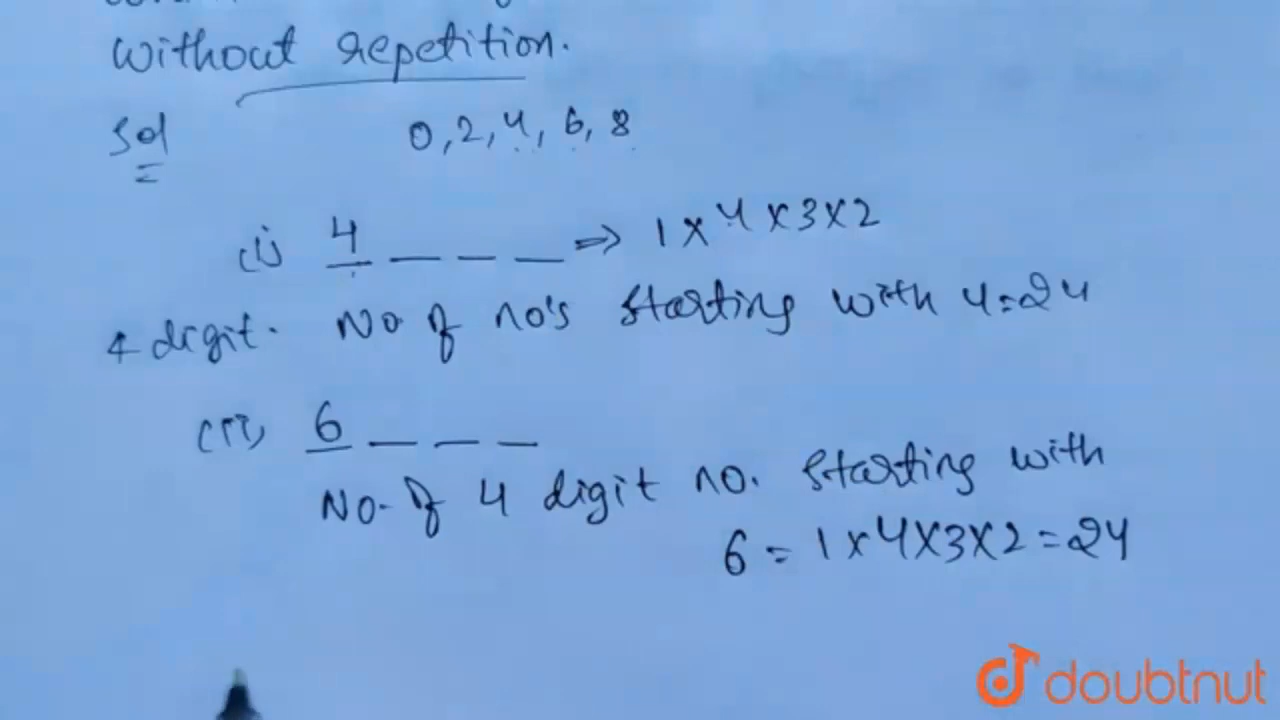 without repetition.
Sol 0, 2, 4, 6, 8
(i) 4 _ _ _ ⇒ 1 x 4 x 3 x 2
4 digit. No of no's starting with 4 = 24
(ii) 6 _ _ _
No. of 4 digit no. starting with
6 = 1 x 4 x 3 x 2 = 24
doubtnut